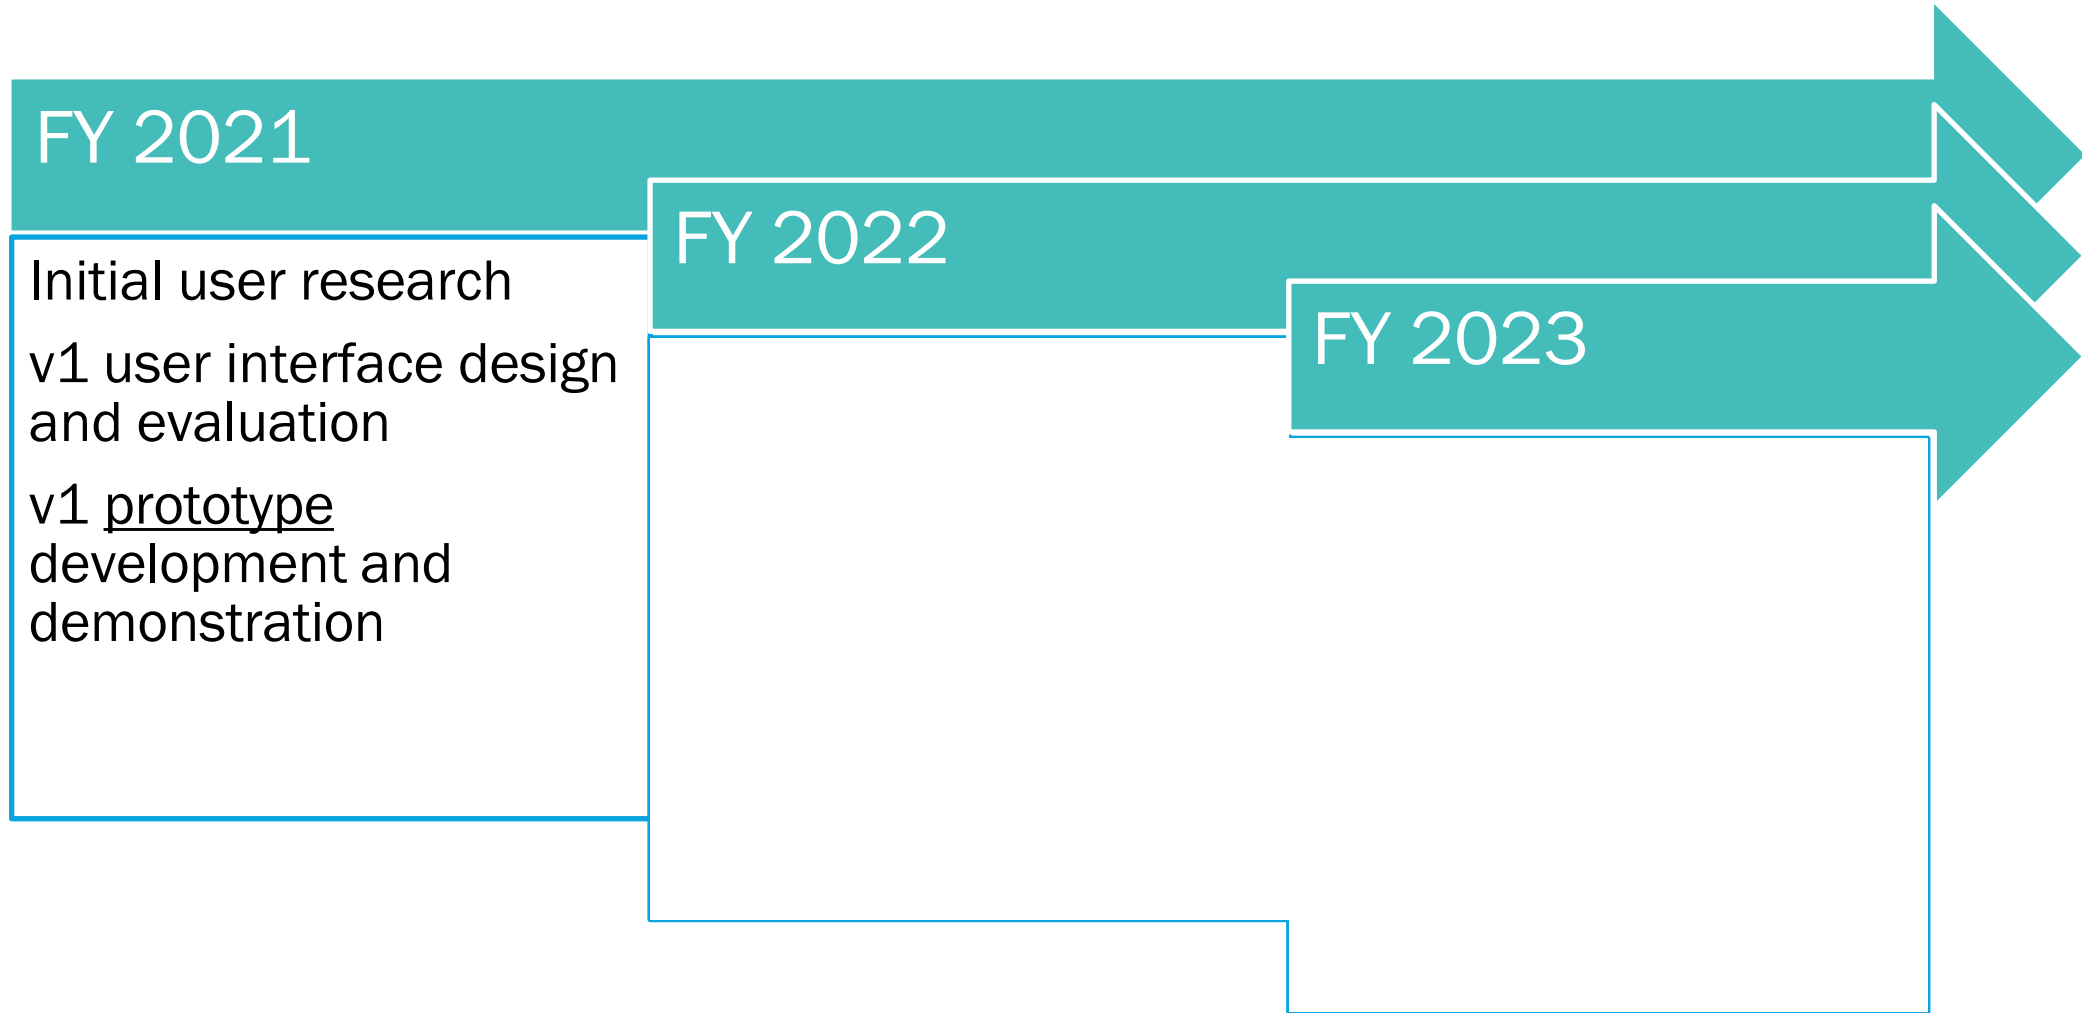 FY 2021
Initial user research
v1 user interface design
and evaluation
v1 prototype
development and
demonstration
FY 2022
FY 2023